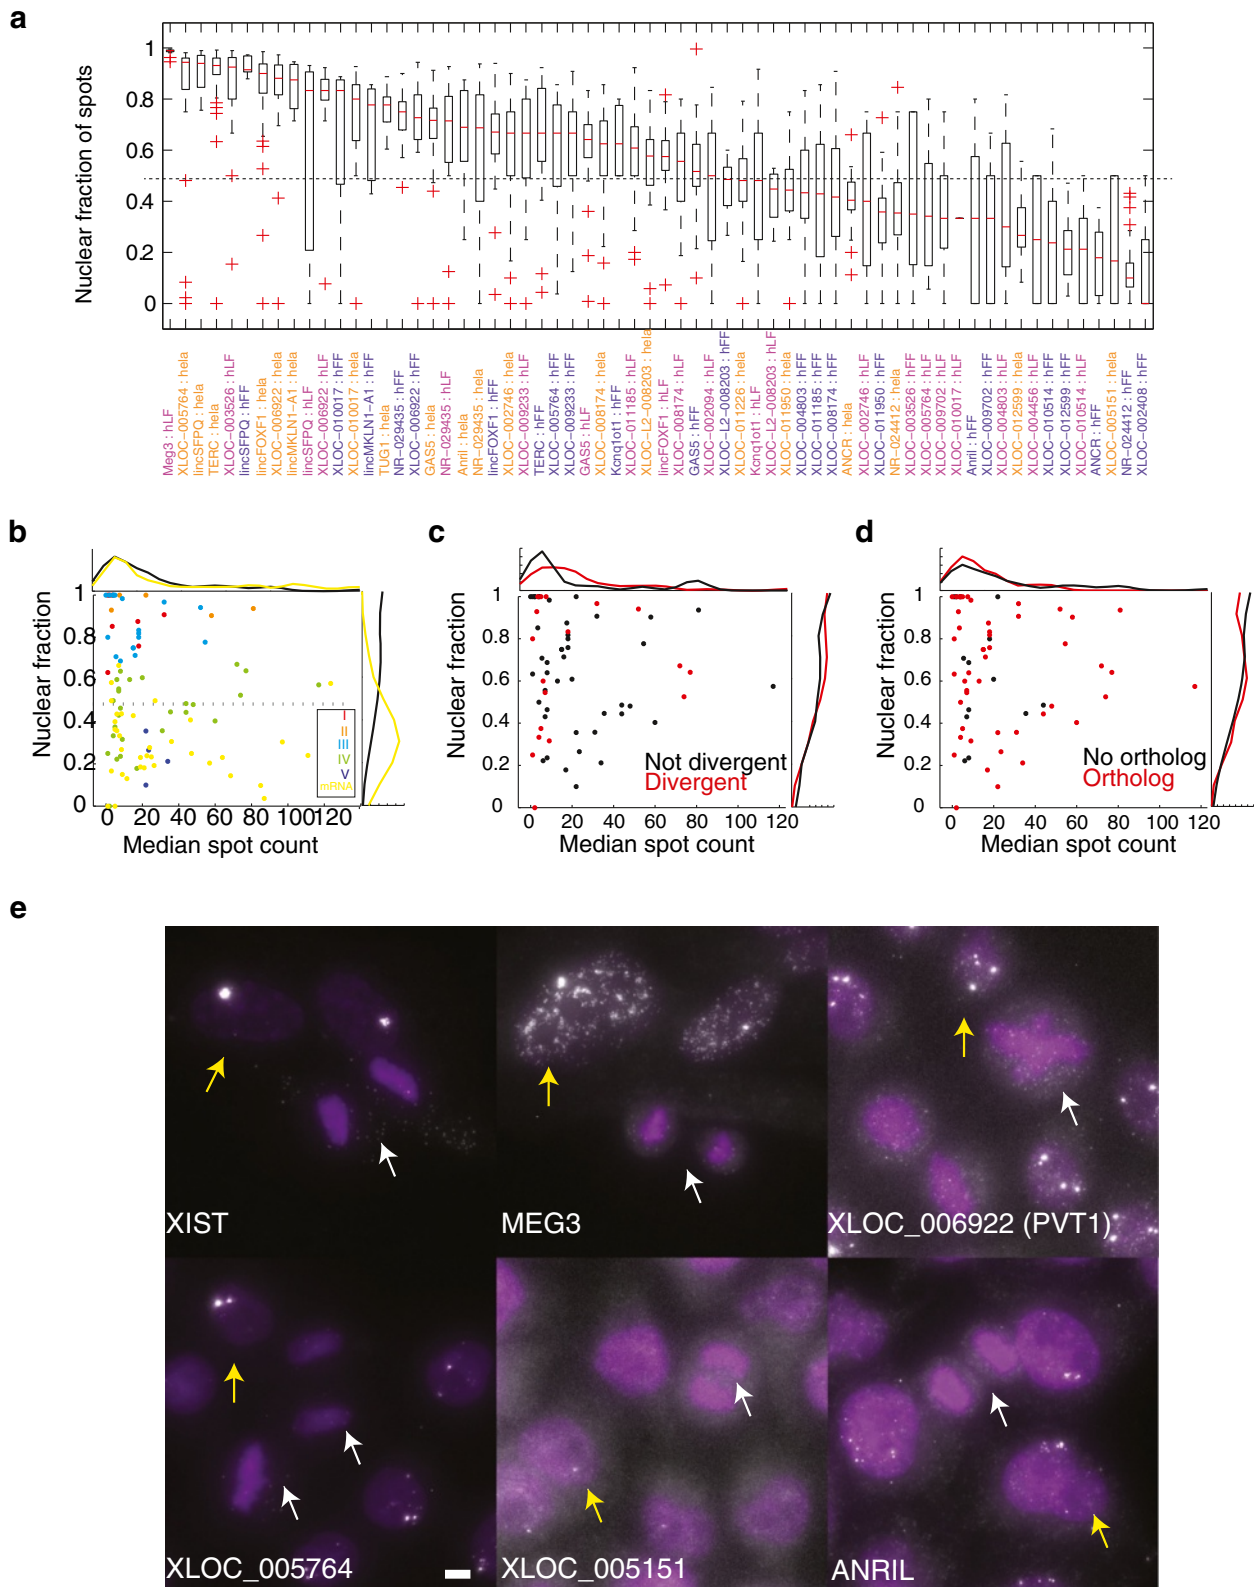 a
Nuclear fraction of spots
1
0.8
0.6
0.4
0.2
0
Meg3 : hLF
XLOC-005764 : hela
lincSFPQ : hela
TERC : hela
XLOC-003526 : hLF
lincSFPQ : hFF
lincFOXF1 : hela
XLOC-006922 : hela
lincMKLN1-A1 : hela
lincSFPQ : hLF
XLOC-006922 : hLF
XLOC-010017 : hFF
XLOC-010017 : hela
lincMKLN1-A1 : hFF
TUG1 : hela
NR-029435 : hFF
XLOC-006922 : hFF
GAS5 : hela
NR-029435 : hLF
Anril : hela
NR-029435 : hela
lincFOXF1 : hFF
XLOC-002746 : hela
XLOC-009233 : hLF
TERC : hFF
XLOC-005764 : hFF
XLOC-009233 : hFF
GAS5 : hLF
XLOC-008174 : hela
Kcnq1ot1 : hFF
XLOC-011185 : hLF
XLOC-L2-008203 : hela
lincFOXF1 : hLF
XLOC-008174 : hLF
GAS5 : hFF
XLOC-002094 : hLF
XLOC-L2-008203 : hFF
XLOC-011226 : hela
Kcnq1ot1 : hLF
XLOC-L2-008203 : hLF
XLOC-011950 : hela
XLOC-004803 : hFF
XLOC-011185 : hFF
XLOC-008174 : hFF
ANCR : hela
XLOC-002746 : hLF
XLOC-011950 : hFF
NR-024412 : hela
XLOC-003526 : hFF
XLOC-005764 : hLF
XLOC-009702 : hLF
XLOC-010017 : hLF
Anril : hFF
XLOC-009702 : hFF
XLOC-004803 : hLF
XLOC-012599 : hela
XLOC-004456 : hLF
XLOC-010514 : hFF
XLOC-012599 : hFF
XLOC-010514 : hLF
ANCR : hFF
XLOC-005151 : hela
NR-024412 : hFF
XLOC-002408 : hFF
b
Nuclear fraction
1
0.8
0.6
0.4
0.2
0
I
II
III
IV
V
mRNA
0 20 40 60 80 100120
Median spot count
c
Nuclear fraction
1
0.8
0.6
0.4
0.2
0
Not divergent
Divergent
0 20 40 60 80 100 120
Median spot count
d
Nuclear fraction
1
0.8
0.6
0.4
0.2
0
No ortholog
Ortholog
0 20 40 60 80 100 120
Median spot count
e
XIST
MEG3
XLOC_006922 (PVT1)
XLOC_005764
XLOC_005151
ANRIL